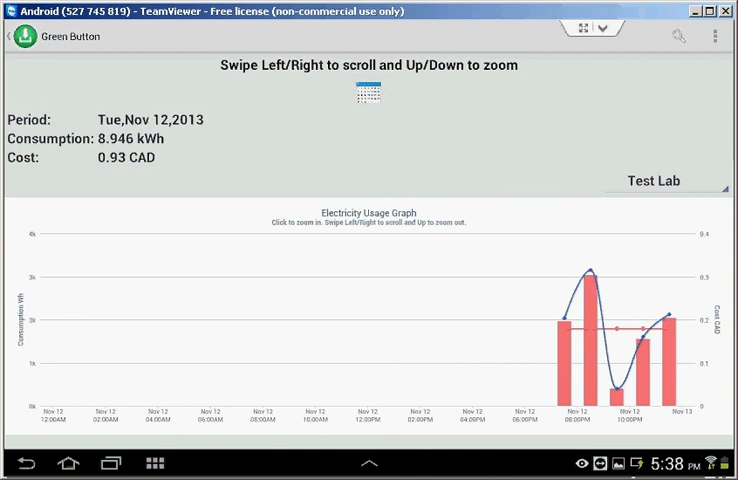 Android (527 745 819) - TeamViewer - Free license (non-commercial use only)
Green Button
Swipe Left/Right to scroll and Up/Down to zoom
Period: Tue,Nov 12,2013
Consumption: 8.946 kWh
Cost: 0.93 CAD
Test Lab
Electricity Usage Graph
Click to zoom in. Swipe Left/Right to scroll and Up to zoom out.
4k 0.4
3k 0.3
2k 0.2
1k 0.1
0k 0
Consumption Wh
Cost CAD
Nov 12 Nov 12 Nov 12 Nov 12 Nov 12 Nov 12 Nov 12 Nov 12 Nov 12 Nov 12 Nov 12 Nov 12 Nov 13
12:00AM 02:00AM 04:00AM 06:00AM 08:00AM 10:00AM 12:00PM 02:00PM 04:00PM 06:00PM 08:00PM 10:00PM
5:38 PM